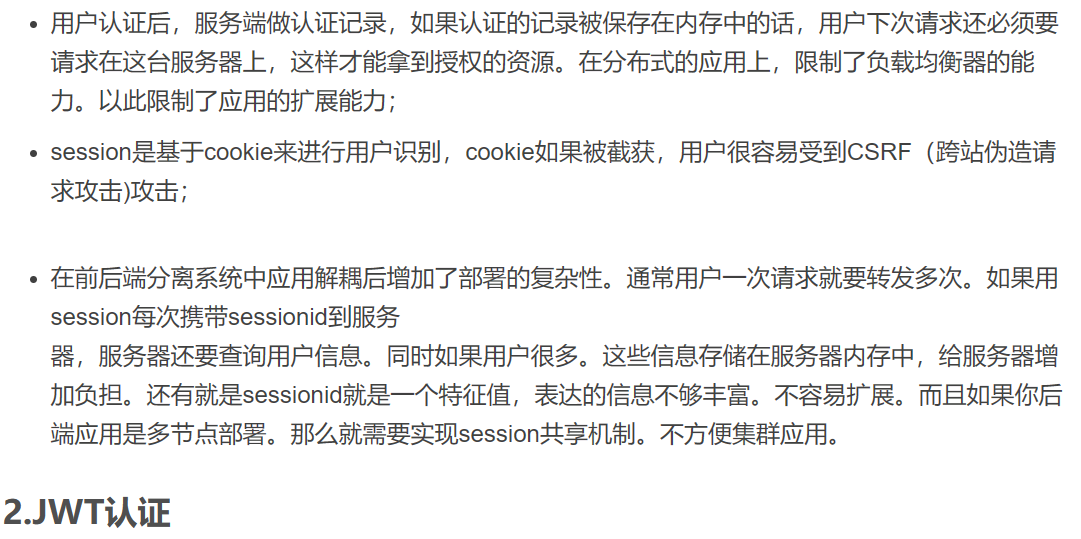 用户认证后，服务端做认证记录，如果认证的记录被保存在内存中的话，用户下次请求还必须要
请求在这台服务器上，这样才能拿到授权的资源。在分布式的应用上，限制了负载均衡器的能
力。以此限制了应用的扩展能力；
session是基于cookie来进行用户识别，cookie如果被截获，用户很容易受到CSRF（跨站伪造请
求攻击)攻击；
在前后端分离系统中应用解耦后增加了部署的复杂性。通常用户一次请求就要转发多次。如果用
session每次携带sessionid到服务
器，服务器还要查询用户信息。同时如果用户很多。这些信息存储在服务器内存中，给服务器增
加负担。还有就是sessionid就是一个特征值，表达的信息不够丰富。不容易扩展。而且如果你后
端应用是多节点部署。那么就需要实现session共享机制。不方便集群应用。
2.JWT认证